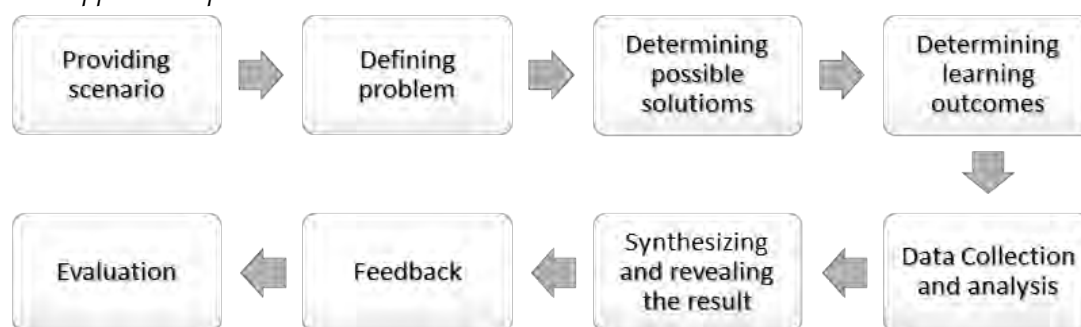 Providing
scenario
Defining
problem
Determining
possible
solutioms
Determining
learning
outcomes
Data Collection
and analysis
Synthesizing
and revealing
the result
Feedback
Evaluation